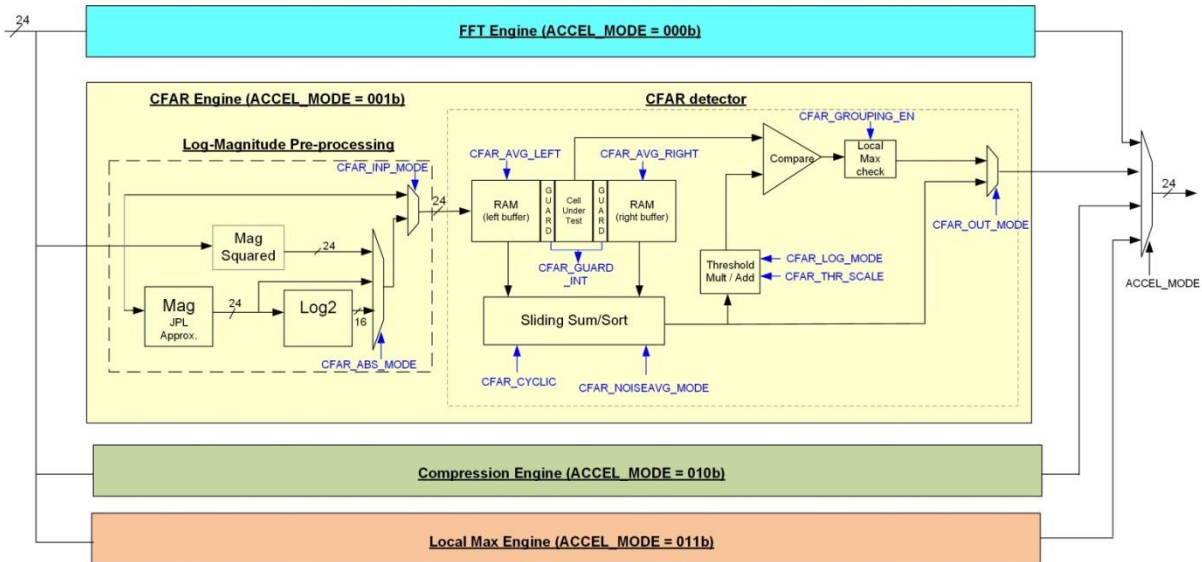 24
FFT Engine (ACCEL_MODE = 000b)
CFAR Engine (ACCEL_MODE = 001b)
CFAR detector
CFAR_GROUPING_EN
Log-Magnitude Pre-processing
CFAR_INP_MODE
CFAR_AVG_LEFT
CFAR_AVG_RIGHT
Compare
Local
Max
check
24
24
RAM
(left buffer)
GUARD
Cell
Under
Test
GUARD
RAM
(right buffer)
CFAR_OUT_MODE
Mag
Squared
24
CFAR_GUARD
_INT
Threshold
Mult / Add
CFAR_LOG_MODE
CFAR_THR_SCALE
ACCEL_MODE
Mag
JPL
Approx.
24
Log2
16
Sliding Sum/Sort
CFAR_ABS_MODE
CFAR_CYCLIC
CFAR_NOISEAVG_MODE
Compression Engine (ACCEL_MODE = 010b)
Local Max Engine (ACCEL_MODE = 011b)